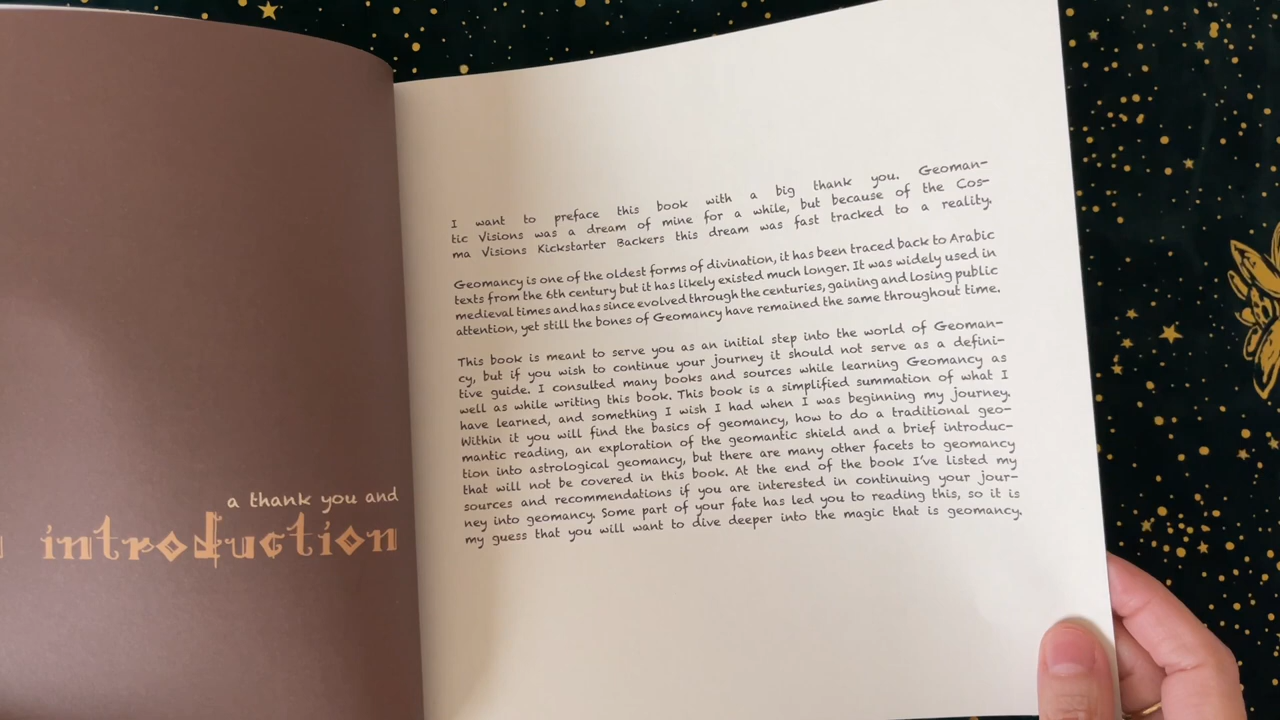 a thank you and
introduction
I want to preface this book with a big thank you. Geoman-
tic Visions was a dream of mine for a while, but because of the Cos-
ma Visions Kickstarter Backers this dream was fast tracked to a reality.
Geomancy is one of the oldest forms of divination, it has been traced back to Arabic
texts from the 6th century but it has likely existed much longer. It was widely used in
medieval times and has since evolved through the centuries, gaining and losing public
attention, yet still the bones of Geomancy have remained the same throughout time.
This book is meant to serve you as an initial step into the world of Geoman-
cy, but if you wish to continue your journey it should not serve as a defini-
tive guide. I consulted many books and sources while learning Geomancy as
well as while writing this book. This book is a simplified summation of what I
have learned, and something I wish I had when I was beginning my journey.
Within it you will find the basics of geomancy, how to do a traditional geo-
mantic reading, an exploration of the geomantic shield and a brief introduc-
tion into astrological geomancy, but there are many other facets to geomancy
that will not be covered in this book. At the end of the book I've listed my
sources and recommendations if you are interested in continuing your jour-
ney into geomancy. Some part of your fate has led you to reading this, so it is
my guess that you will want to dive deeper into the magic that is geomancy.